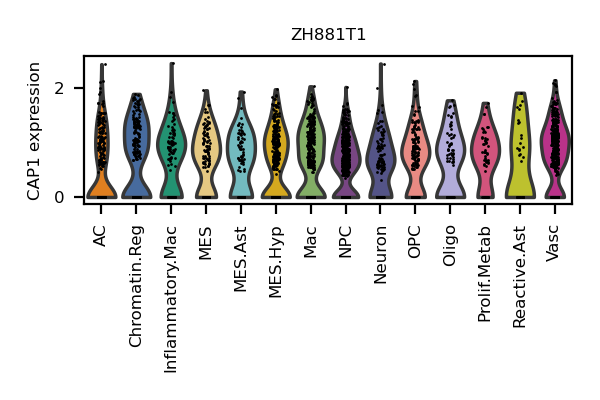 ZH881T1
CAP1 expression
2
0
AC
Chromatin.Reg
Inflammatory.Mac
MES
MES.Ast
MES.Hyp
Mac
NPC
Neuron
OPC
Oligo
Prolif.Metab
Reactive.Ast
Vasc